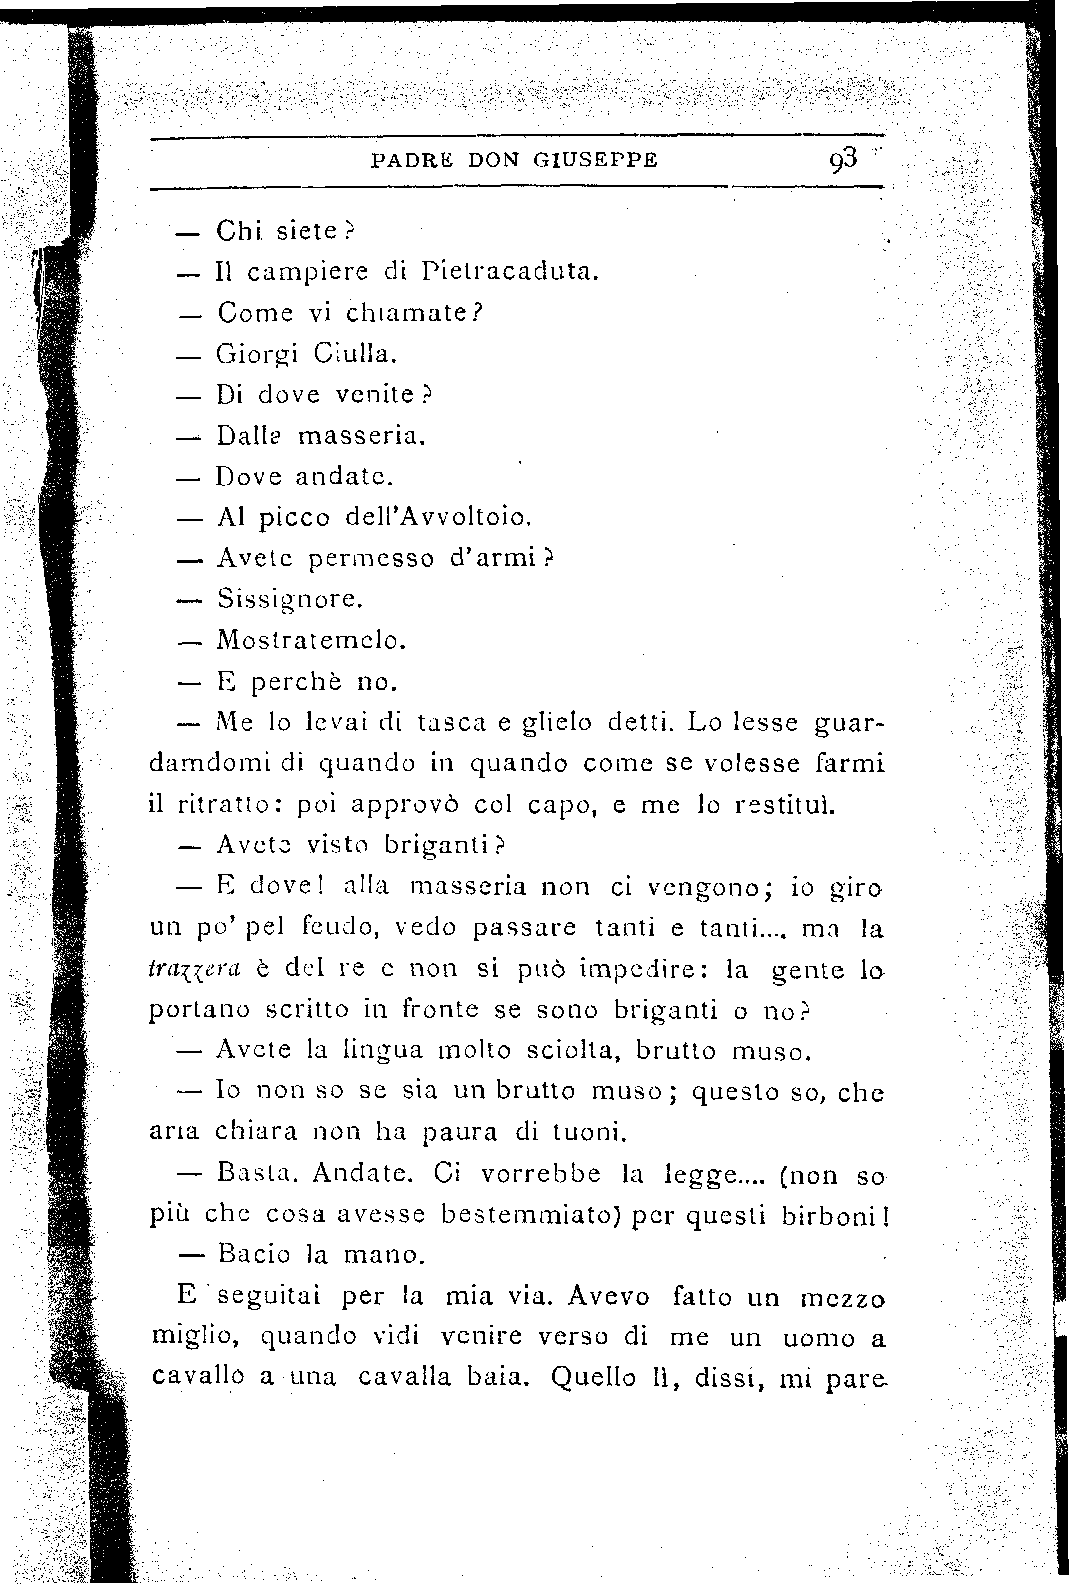 PADRE DON GIUSEPPE 93
— Chi siete?
— Il campiere di Pietracaduta.
— Come vi chiamate?
— Giorgi Ciulla.
— Di dove venite?
— Dalla masseria.
— Dove andate.
— Al picco dell'Avvoltoio.
— Avete permesso d'armi?
— Sissignore.
— Mostratemelo.
— E perchè no.
— Me lo levai di tasca e glielo detti. Lo lesse guar-
damdomi di quando in quando come se volesse farmi
il ritratto: poi approvò col capo, e me lo restituì.
— Avete visto briganti?
— E dove! alla masseria non ci vengono; io giro
un po' pel feudo, vedo passare tanti e tanti.... ma la
trazzera è del re e non si può impedire: la gente lo
portano scritto in fronte se sono briganti o no?
— Avete la lingua molto sciolta, brutto muso.
— Io non so se sia un brutto muso; questo so, che
aria chiara non ha paura di tuoni.
— Basta. Andate. Ci vorrebbe la legge.... (non so
più che cosa avesse bestemmiato) per questi birboni!
— Bacio la mano.
E seguitai per la mia via. Avevo fatto un mezzo
miglio, quando vidi venire verso di me un uomo a
cavallo a una cavalla baia. Quello lì, dissi, mi pare